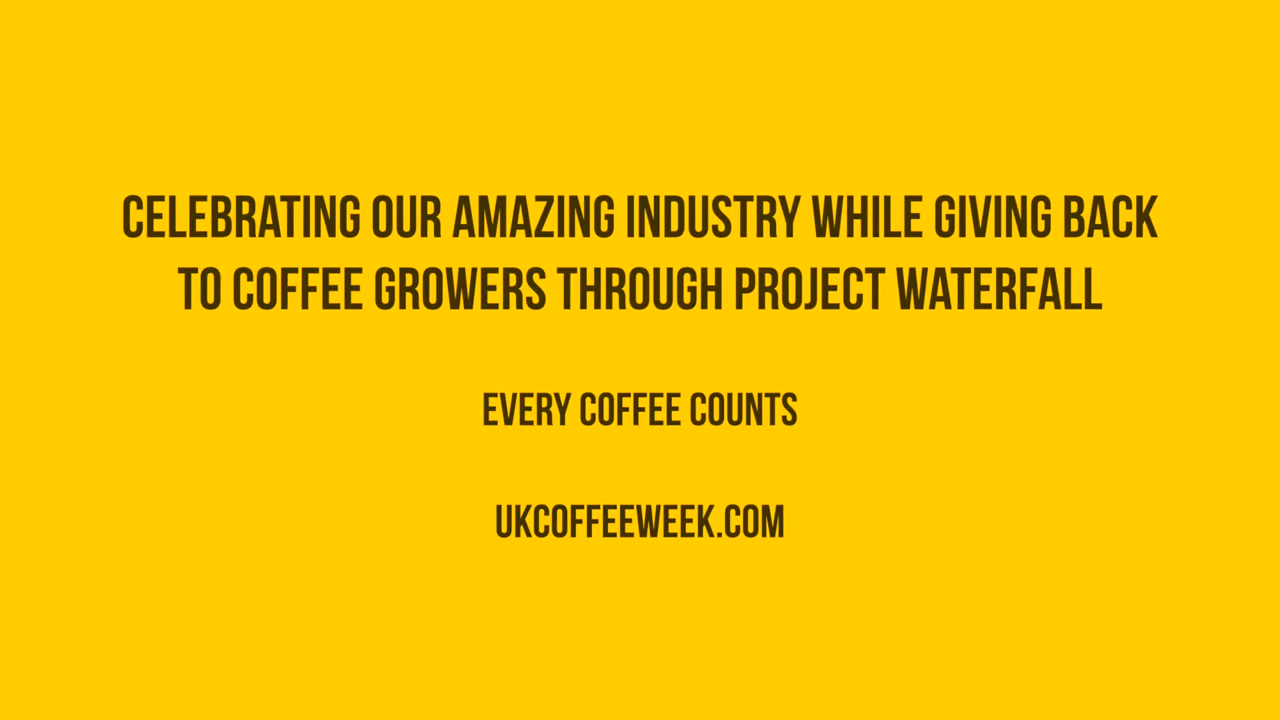 CELEBRATING OUR AMAZING INDUSTRY WHILE GIVING BACK
TO COFFEE GROWERS THROUGH PROJECT WATERFALL
EVERY COFFEE COUNTS
UKCOFFEEWEEK.COM